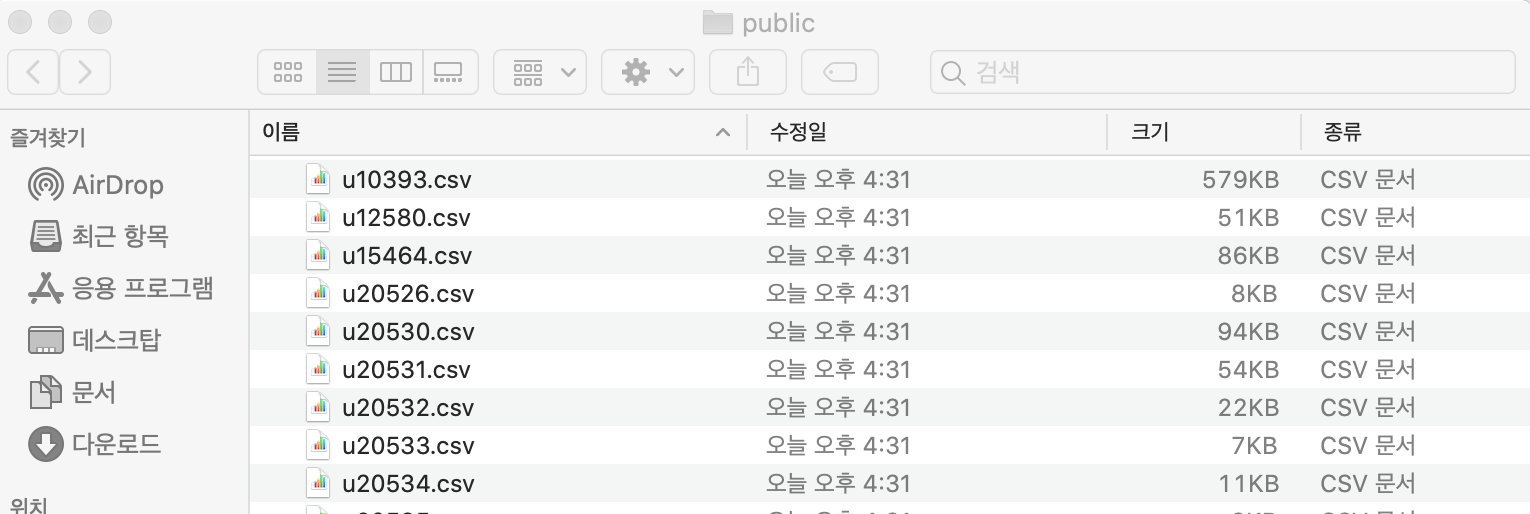 public
검색
즐겨찾기
AirDrop
최근 항목
응용 프로그램
데스크탑
문서
다운로드
위치
이름 수정일 크기 종류
u10393.csv 오늘 오후 4:31 579KB CSV 문서
u12580.csv 오늘 오후 4:31 51KB CSV 문서
u15464.csv 오늘 오후 4:31 86KB CSV 문서
u20526.csv 오늘 오후 4:31 8KB CSV 문서
u20530.csv 오늘 오후 4:31 94KB CSV 문서
u20531.csv 오늘 오후 4:31 54KB CSV 문서
u20532.csv 오늘 오후 4:31 22KB CSV 문서
u20533.csv 오늘 오후 4:31 7KB CSV 문서
u20534.csv 오늘 오후 4:31 11KB CSV 문서